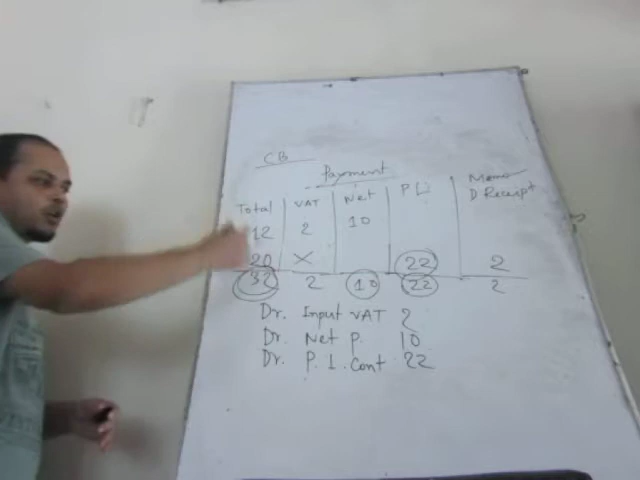 CB
Payment
Total VAT Net P L Memo D Receipt
12 2 10
20 X 22 2
32 2 10 22 2
Dr. Input VAT 2
Dr. Net P. 10
Dr. P. L. Cont 22